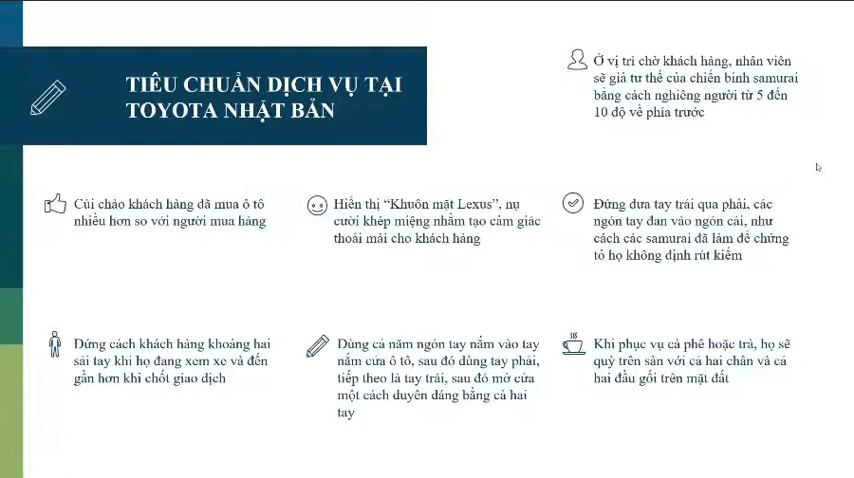 TIÊU CHUẨN DỊCH VỤ TẠI
TOYOTA NHẬT BẢN
Ở vị trí chờ khách hàng, nhân viên
sẽ giả tư thế của chiến binh samurai
bằng cách nghiêng người từ 5 đến
10 độ về phía trước
Cúi chào khách hàng đã mua ô tô
nhiều hơn so với người mua hàng
Hiển thị “Khuôn mặt Lexus”, nụ
cười khép miệng nhằm tạo cảm giác
thoải mái cho khách hàng
Đứng đưa tay trái qua phải, các
ngón tay đan vào ngón cái, như
cách các samurai đã làm để chứng
tỏ họ không định rút kiếm
Đứng cách khách hàng khoảng hai
sải tay khi họ đang xem xe và đến
gần hơn khi chốt giao dịch
Dùng cả năm ngón tay nắm vào tay
nắm cửa ô tô, sau đó dùng tay phải,
tiếp theo là tay trái, sau đó mở cửa
một cách duyên dáng bằng cả hai
tay
Khi phục vụ cà phê hoặc trà, họ sẽ
quỳ trên sàn với cả hai chân và cả
hai đầu gối trên mặt đất